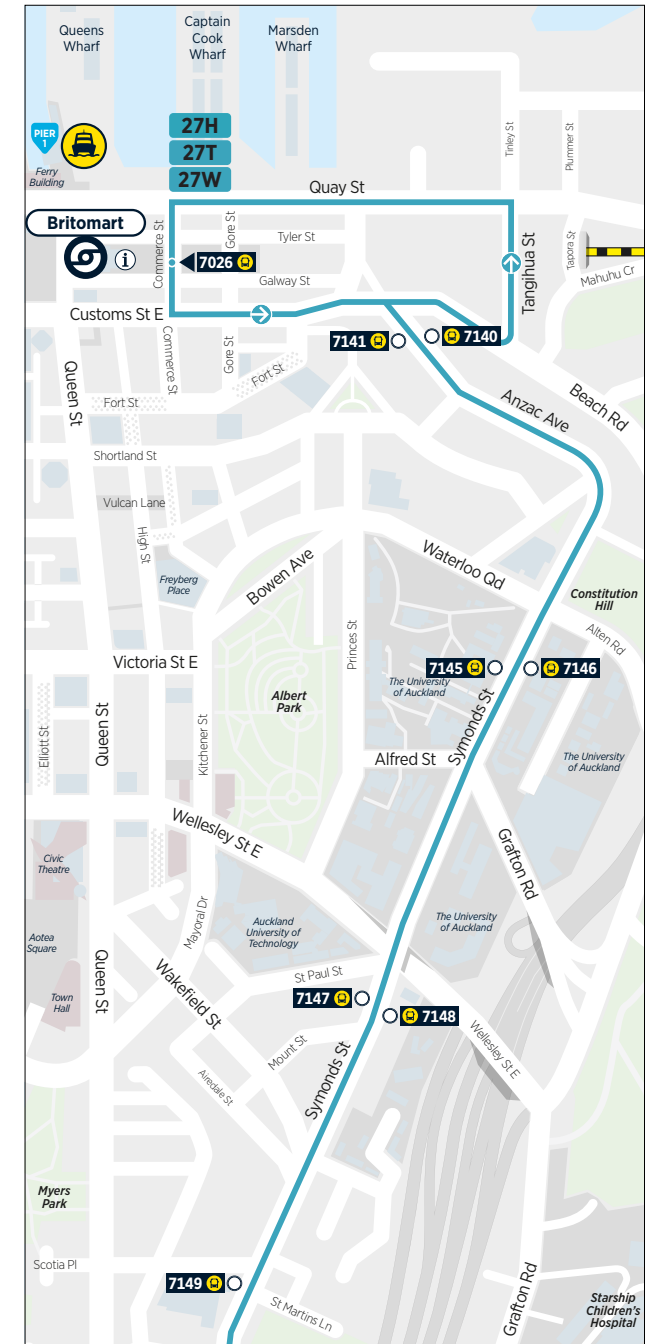 Queens
Wharf
Captain
Cook
Wharf
Marsden
Wharf
PIER
1
Ferry
Building
27H
27T
27W
Tinley St
Plummer St
Quay St
Britomart
i
Commerce St
Gore St
Tyler St
7026
Galway St
Tangihua St
Tapora St
Mahuhu Cr
Customs St E
Commerce St
Gore St
7141
7140
Queen St
Fort St
Fort St
Anzac Ave
Beach Rd
Shortland St
Vulcan Lane
High St
Freyberg
Place
Bowen Ave
Waterloo Qd
Constitution
Hill
Alten Rd
Princes St
Victoria St E
7145
7146
The University
of Auckland
Albert
Park
Symonds St
Elliott St
Queen St
Kitchener St
Alfred St
The University
of Auckland
Wellesley St E
Grafton Rd
Civic
Theatre
Mayoral Dr
Auckland
University of
Technology
The University
of Auckland
Aotea
Square
Queen St
Wakefield St
St Paul St
Town
Hall
7147
7148
Mount St
Wellesley St E
Symonds St
Airedale St
Myers
Park
Scotia Pl
7149
St Martins Ln
Grafton Rd
Starship
Children's
Hospital